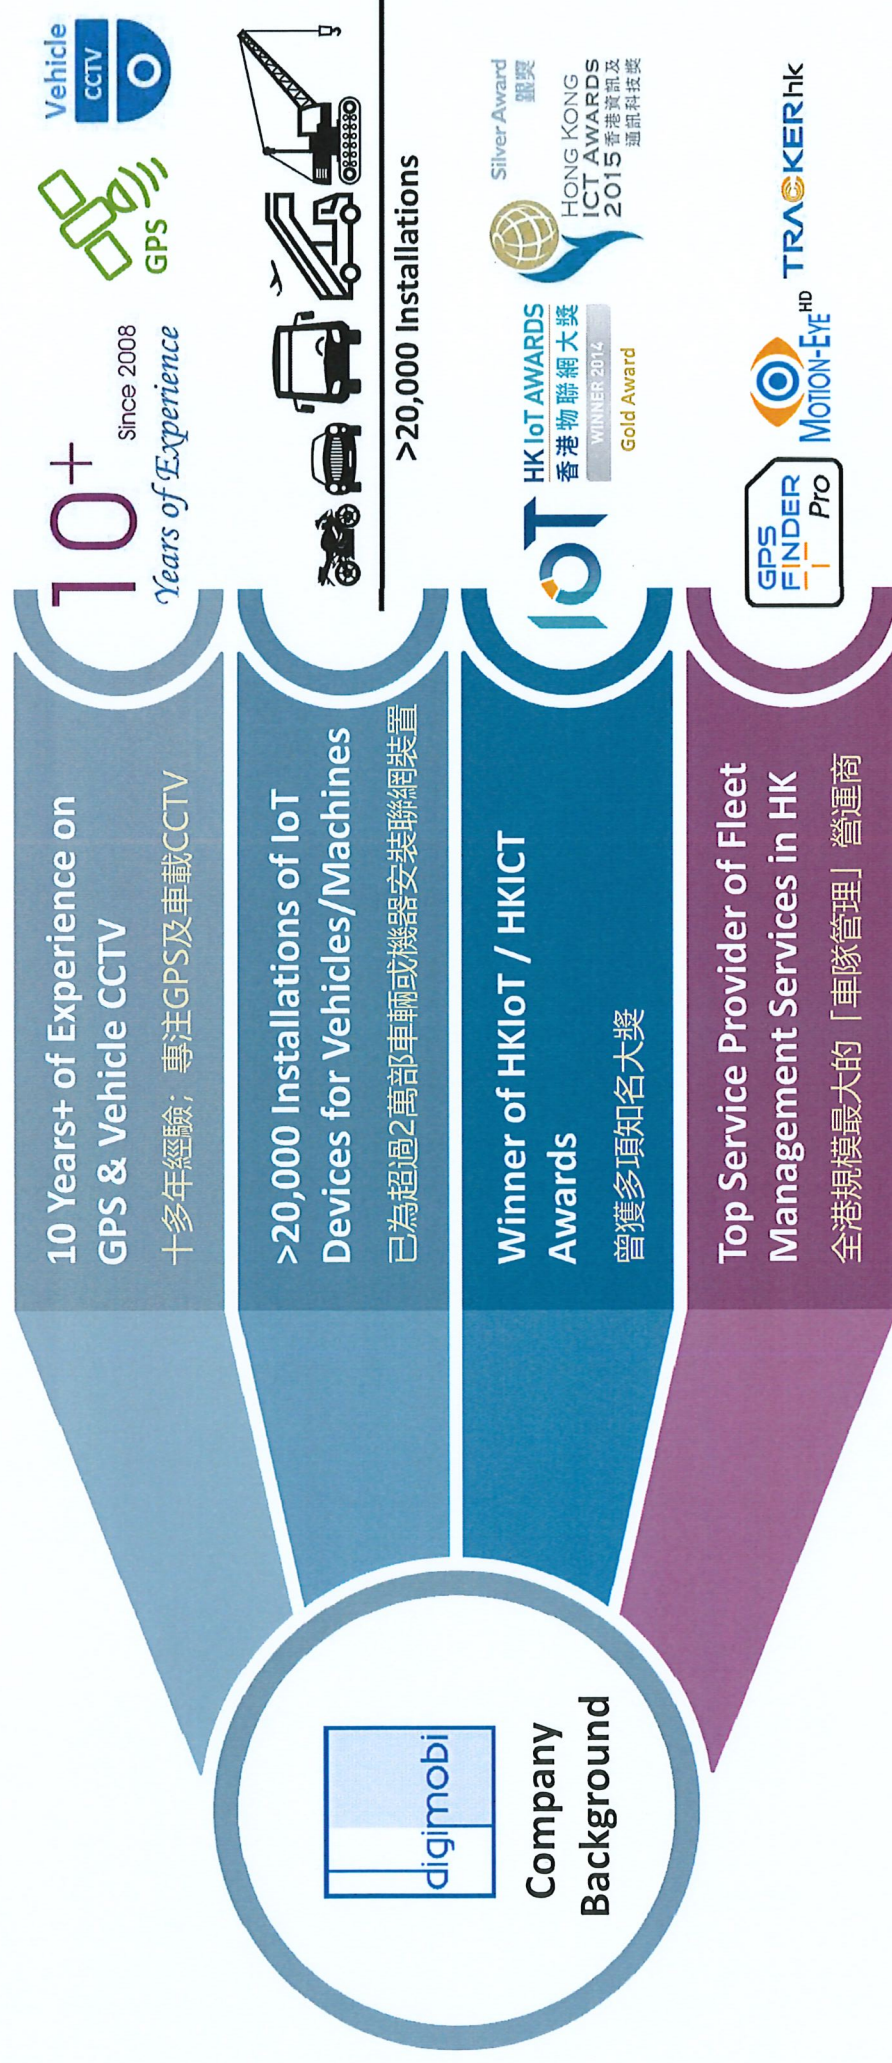 digimobi
Company
Background
10 Years+ of Experience on
GPS & Vehicle CCTV
十多年經驗；專注GPS及車載CCTV
10+
Since 2008
Years of Experience
GPS
Vehicle
CCTV
>20,000 Installations of IoT
Devices for Vehicles/Machines
已為超過2萬部車輛或機器安裝聯網裝置
>20,000 Installations
Winner of HKIoT / HKICT
Awards
曾獲多項知名大獎
IoT
HK IoT AWARDS
香港物聯網大獎
WINNER 2014
Gold Award
Silver Award
銀獎
HONG KONG
ICT AWARDS
2015香港資訊及
通訊科技獎
Top Service Provider of Fleet
Management Services in HK
全港規模最大的「車隊管理」營運商
GPS
FINDER
Pro
MOTION-EYE HD
TRACKERhk